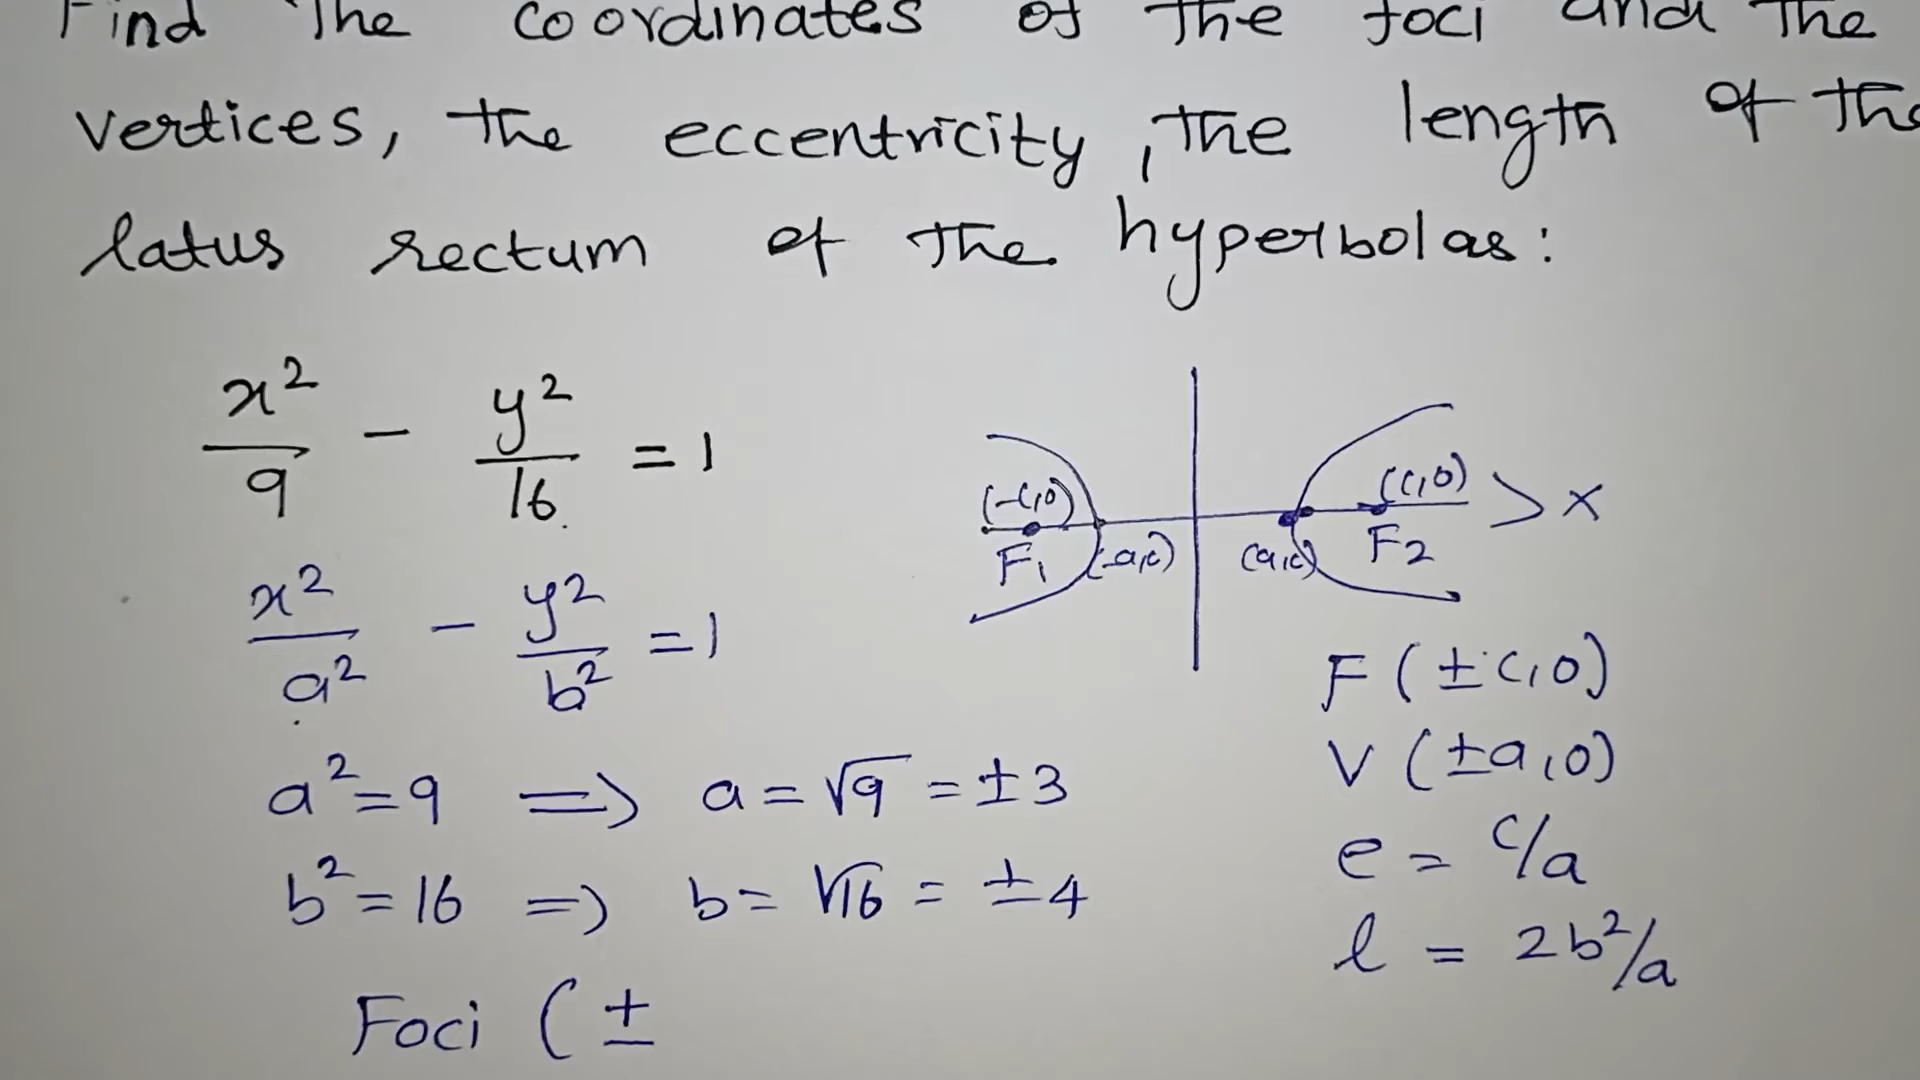 Find the coordinates of the foci and the
vertices, the eccentricity, the length of the
latus rectum of the hyperbolas:
x²/9 - y²/16 = 1
(-c,0) (c,0) > x
F₁ (-a,0) (a,0) F₂
x²/a² - y²/b² = 1
F (±c,0)
a² = 9 => a = √9 = ±3
V (±a,0)
e = c/a
b² = 16 => b = √16 = ±4
l = 2b²/a
Foci (±